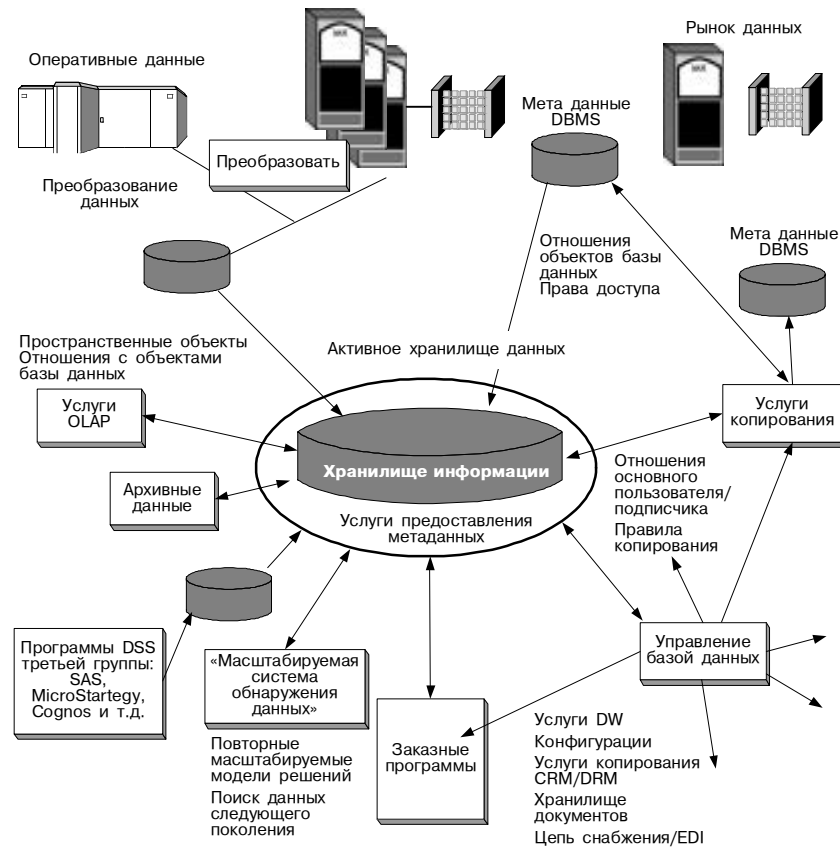 Оперативные данные
Рынок данных
Мета данные
DBMS
Преобразовать
Преобразование
данных
Отношения
объектов базы
данных
Права доступа
Мета данные
DBMS
Пространственные объекты
Отношения с объектами
базы данных
Активное хранилище данных
Услуги
OLAP
Услуги
копирования
Хранилище информации
Архивные
данные
Услуги предоставления
метаданных
Отношения
основного
пользователя/
подписчика
Правила
копирования
Программы DSS
третьей группы:
SAS,
MicroStartegy,
Cognos и т.д.
«Масштабируемая
система
обнаружения
данных»
Управление
базой данных
Повторные
масштабируемые
модели решений
Поиск данных
следующего
поколения
Заказные
программы
Услуги DW
Конфигурации
Услуги копирования
CRM/DRM
Хранилище
документов
Цепь снабжения/EDI